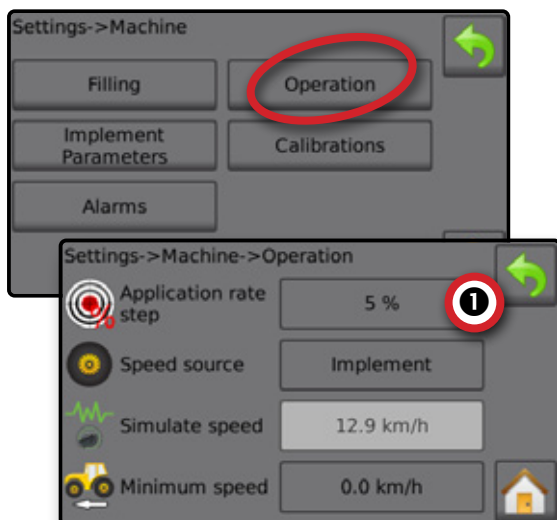 Settings->Machine
Filling
Operation
Implement
Parameters
Calibrations
Alarms
Settings->Machine->Operation
Application rate
step
5 %
1
Speed source
Implement
Simulate speed
12.9 km/h
Minimum speed
0.0 km/h